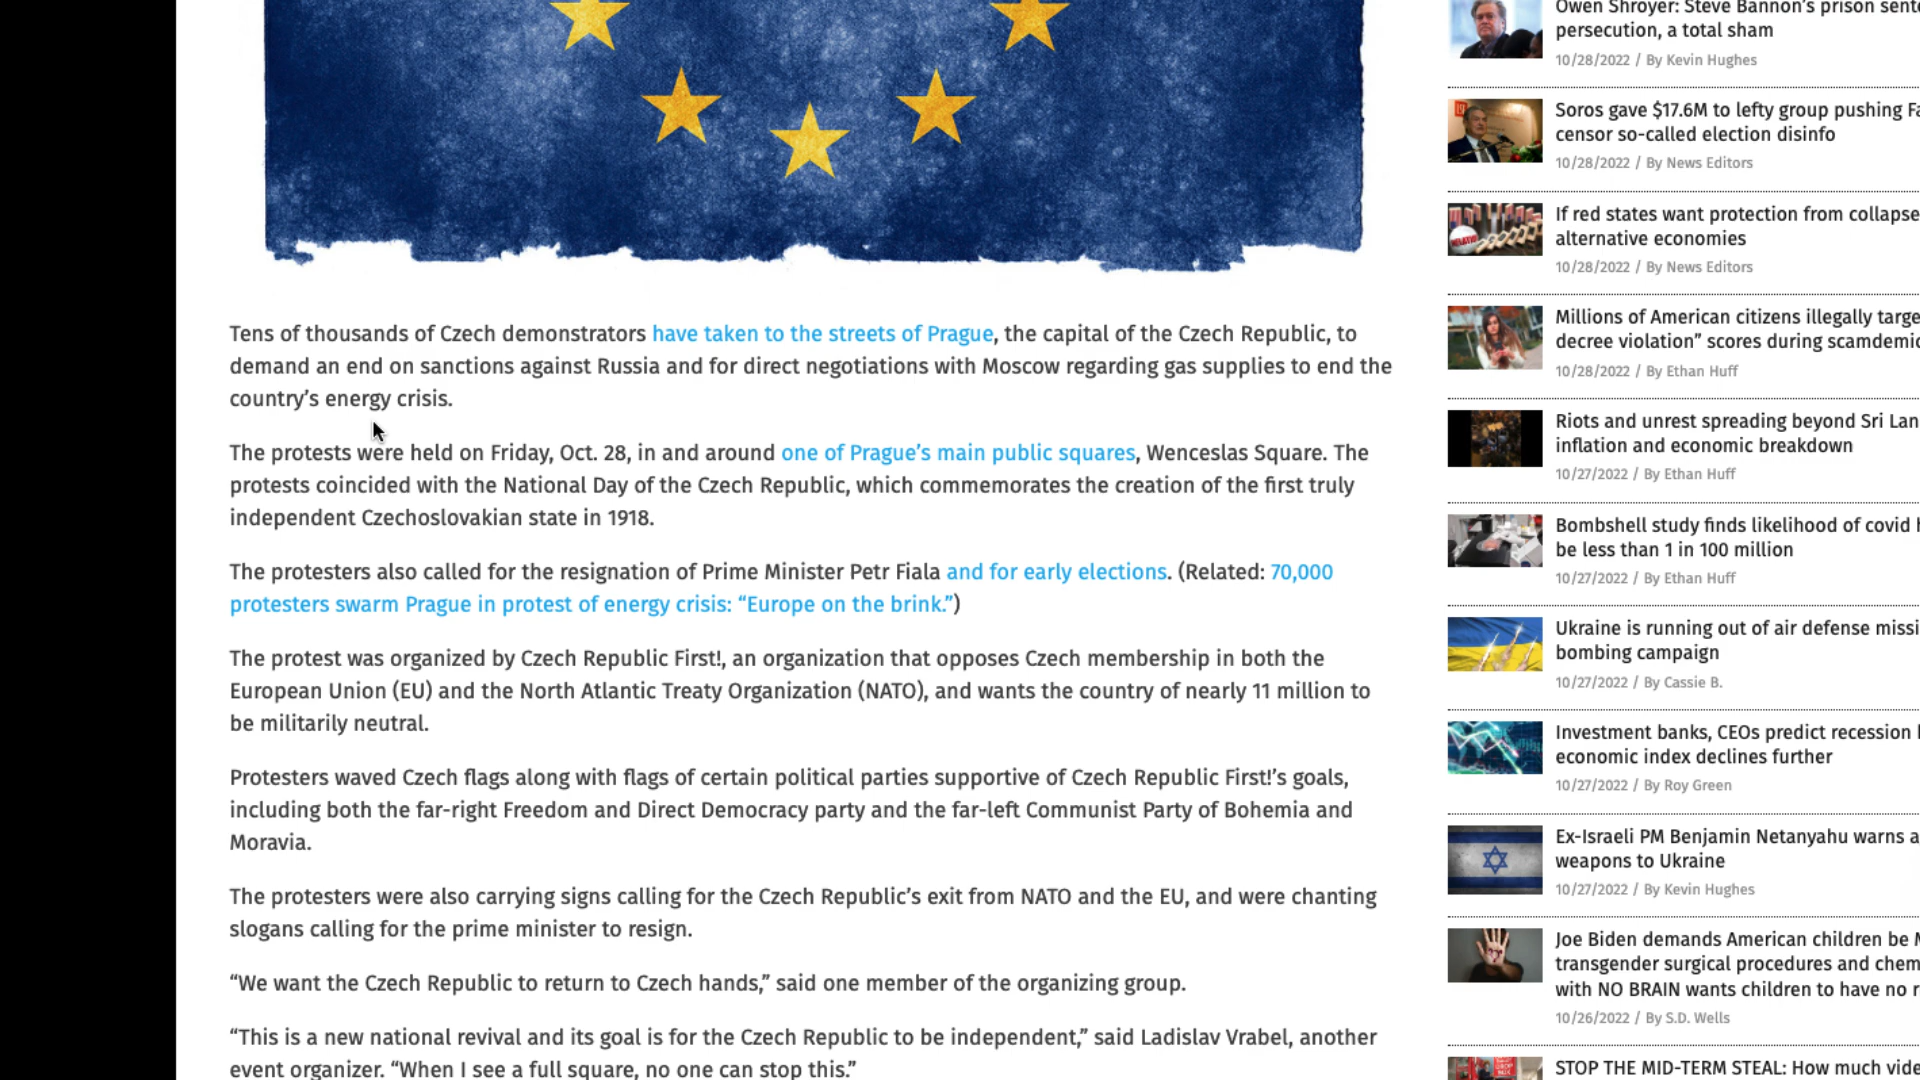 Tens of thousands of Czech demonstrators have taken to the streets of Prague, the capital of the Czech Republic, to
demand an end on sanctions against Russia and for direct negotiations with Moscow regarding gas supplies to end the
country’s energy crisis.
The protests were held on Friday, Oct. 28, in and around one of Prague’s main public squares, Wenceslas Square. The
protests coincided with the National Day of the Czech Republic, which commemorates the creation of the first truly
independent Czechoslovakian state in 1918.
The protesters also called for the resignation of Prime Minister Petr Fiala and for early elections. (Related: 70,000
protesters swarm Prague in protest of energy crisis: “Europe on the brink.”)
The protest was organized by Czech Republic First!, an organization that opposes Czech membership in both the
European Union (EU) and the North Atlantic Treaty Organization (NATO), and wants the country of nearly 11 million to
be militarily neutral.
Protesters waved Czech flags along with flags of certain political parties supportive of Czech Republic First!’s goals,
including both the far-right Freedom and Direct Democracy party and the far-left Communist Party of Bohemia and
Moravia.
The protesters were also carrying signs calling for the Czech Republic’s exit from NATO and the EU, and were chanting
slogans calling for the prime minister to resign.
“We want the Czech Republic to return to Czech hands,” said one member of the organizing group.
“This is a new national revival and its goal is for the Czech Republic to be independent,” said Ladislav Vrabel, another
event organizer. “When I see a full square, no one can stop this.”
Owen Shroyer: Steve Bannon’s prison
persecution, a total sham
10/28/2022 / By Kevin Hughes
Soros gave $17.6M to lefty group pushing
censor so-called election disinfo
10/28/2022 / By News Editors
If red states want protection from collapse
alternative economies
10/28/2022 / By News Editors
Millions of American citizens illegally
decree violation” scores during
10/28/2022 / By Ethan Huff
Riots and unrest spreading beyond Sri
inflation and economic breakdown
10/27/2022 / By Ethan Huff
Bombshell study finds likelihood of covid
be less than 1 in 100 million
10/27/2022 / By Ethan Huff
Ukraine is running out of air defense
bombing campaign
10/27/2022 / By Cassie B.
Investment banks, CEOs predict recession
economic index declines further
10/27/2022 / By Roy Green
Ex-Israeli PM Benjamin Netanyahu warns
weapons to Ukraine
10/27/2022 / By Kevin Hughes
Joe Biden demands American children be
transgender surgical procedures and
with NO BRAIN wants children to have no
10/26/2022 / By S.D. Wells
STOP THE MID-TERM STEAL: How much